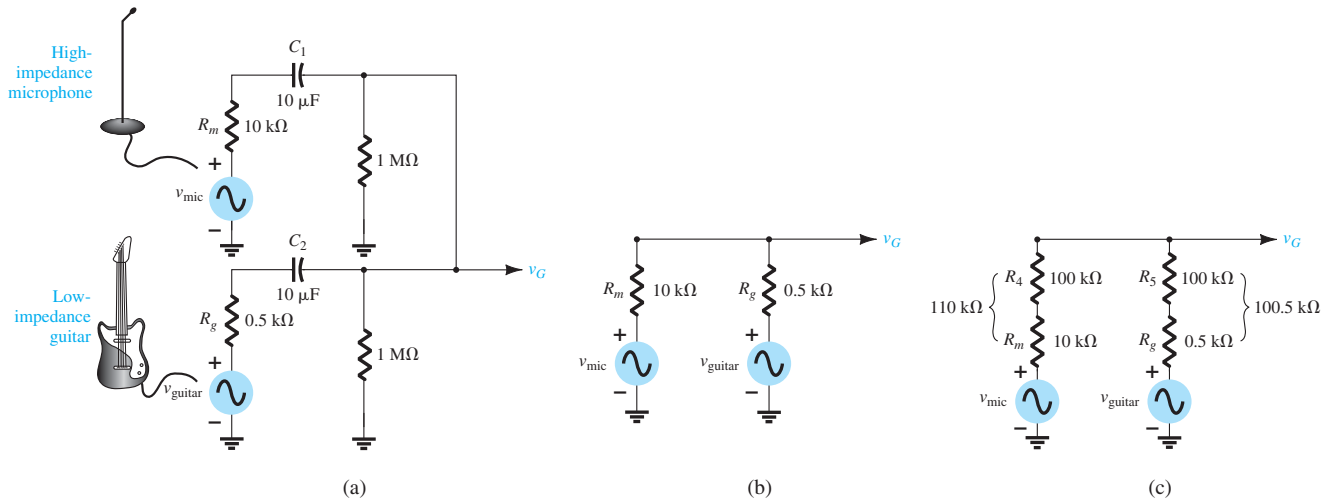 High-
impedance
microphone
C1
10 μF
Rm 10 kΩ
1 MΩ
+
vmic
−
Low-
impedance
guitar
C2
10 μF
Rg 0.5 kΩ
1 MΩ
+
vguitar
−
vG
(a)
vG
Rm 10 kΩ
Rg 0.5 kΩ
+
vmic
−
+
vguitar
−
(b)
vG
R4 100 kΩ
R5 100 kΩ
110 kΩ
100.5 kΩ
Rm 10 kΩ
Rg 0.5 kΩ
+
vmic
−
+
vguitar
−
(c)